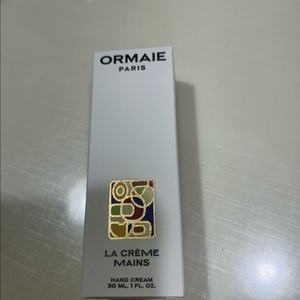 ORMAIE
PARIS
LA CRÈME
MAINS
HAND CREAM
30 ML. 1 FL. OZ.